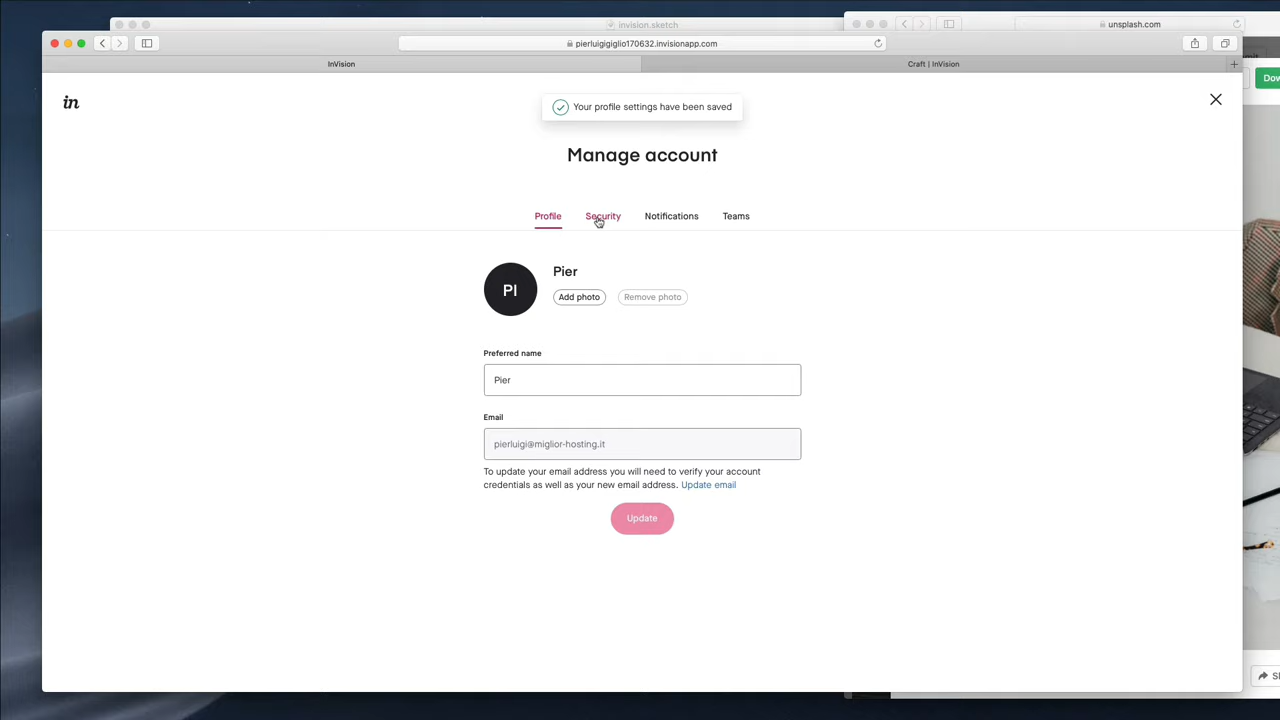 invision.sketch
unsplash.com
pierluigigiglio170632.invisionapp.com
InVision
Craft | InVision
in
Your profile settings have been saved
Manage account
Profile
Security
Notifications
Teams
PI
Pier
Add photo
Remove photo
Preferred name
Pier
Email
pierluigi@miglior-hosting.it
To update your email address you will need to verify your account
credentials as well as your new email address. Update email
Update